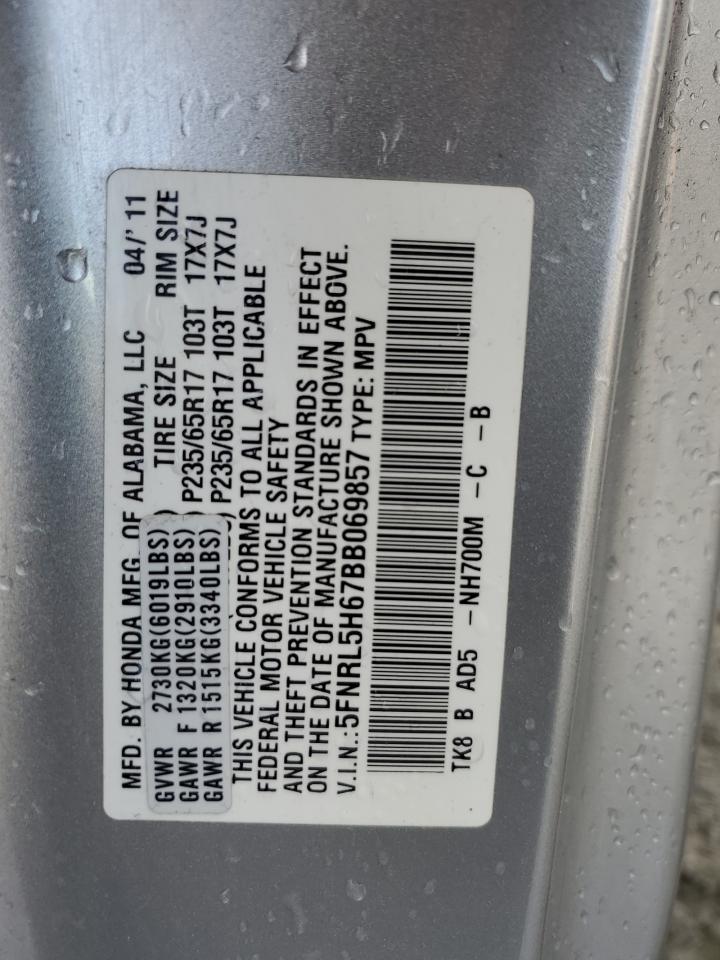 MFD. BY HONDA MFG. OF ALABAMA, LLC 04/' 11
GVWR 2730KG(6019LBS) TIRE SIZE RIM SIZE
GAWR F 1320KG(2910LBS) P235/65R17 103T 17X7J
GAWR R 1515KG(3340LBS) P235/65R17 103T 17X7J
THIS VEHICLE CONFORMS TO ALL APPLICABLE
FEDERAL MOTOR VEHICLE SAFETY
AND THEFT PREVENTION STANDARDS IN EFFECT
ON THE DATE OF MANUFACTURE SHOWN ABOVE.
V.I.N.:5FNRL5H67BB069857 TYPE: MPV
TK8 B AD5 -NH700M -C -B